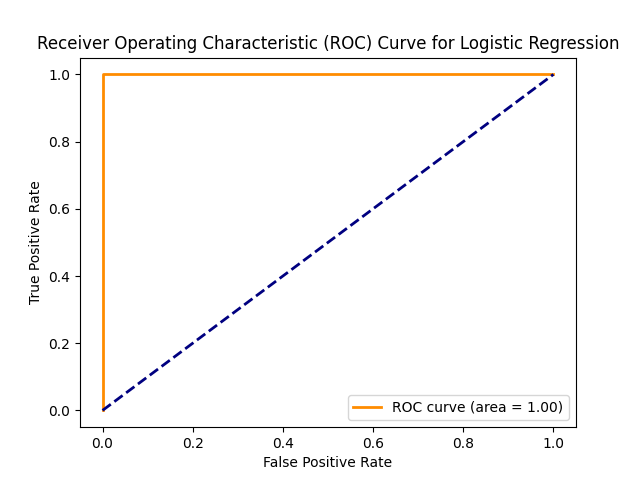 Receiver Operating Characteristic (ROC) Curve for Logistic Regression
1.0
0.8
0.6
0.4
0.2
0.0
True Positive Rate
ROC curve (area = 1.00)
0.0 0.2 0.4 0.6 0.8 1.0
False Positive Rate